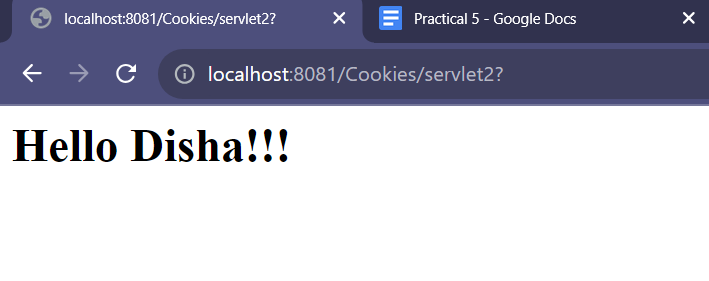 localhost:8081/Cookies/servlet2?
Practical 5 - Google Docs
localhost:8081/Cookies/servlet2?
Hello Disha!!!